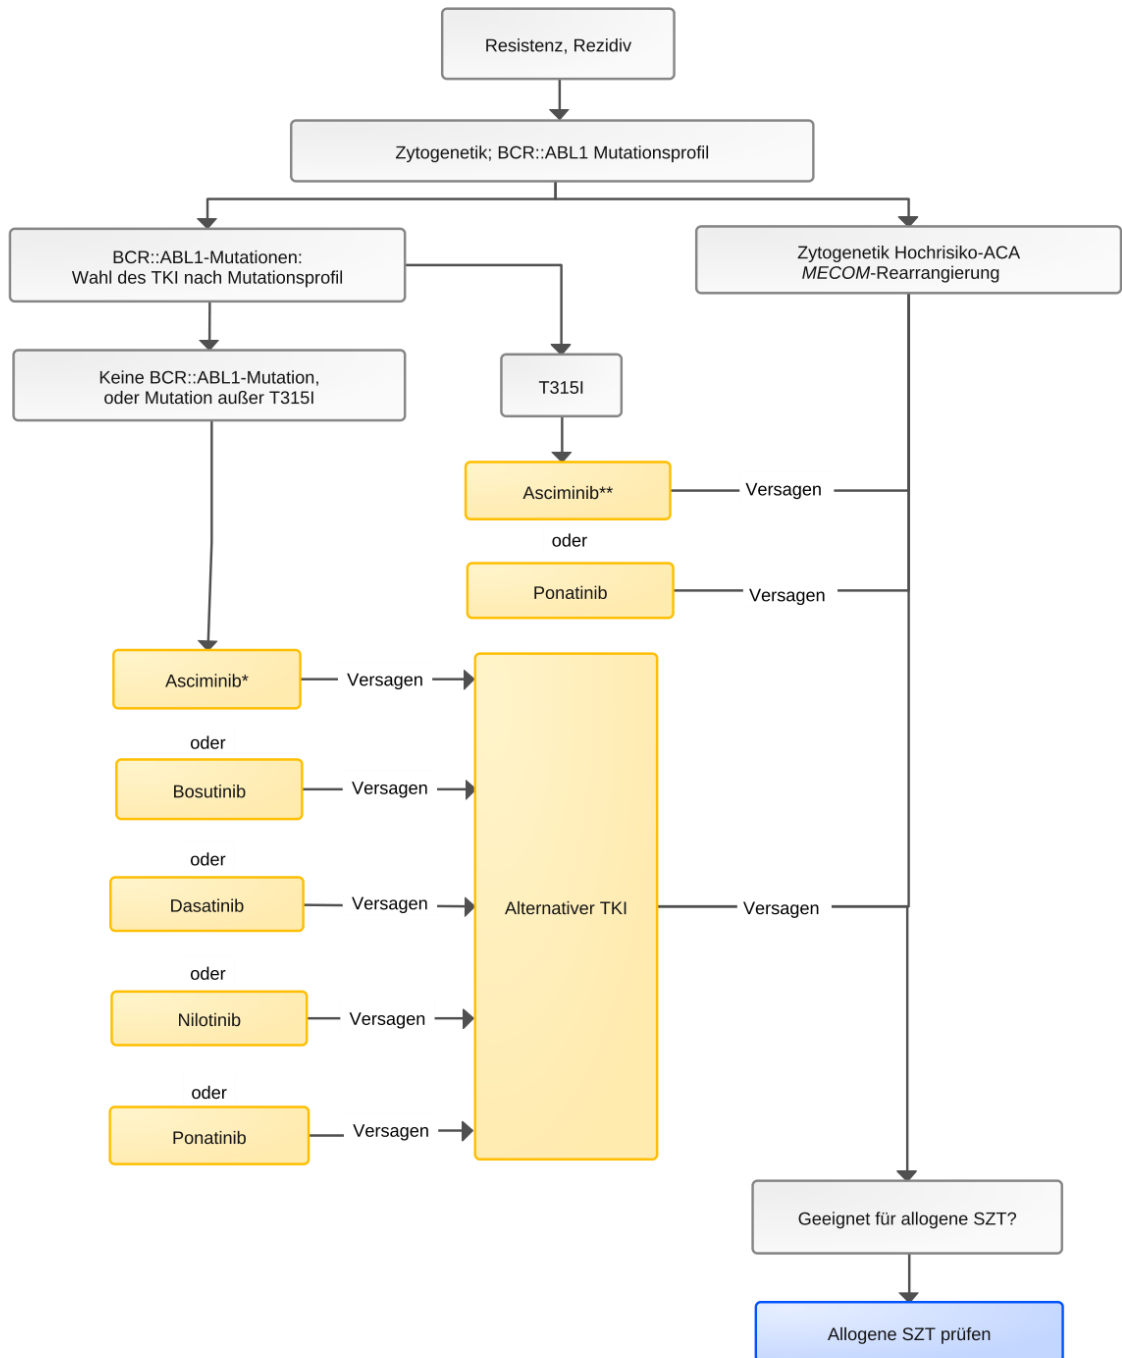 Resistenz, Rezidiv
Zytogenetik; BCR::ABL1 Mutationsprofil
BCR::ABL1-Mutationen:
Wahl des TKI nach Mutationsprofil
Zytogenetik Hochrisiko-ACA
MECOM-Rearrangierung
Keine BCR::ABL1-Mutation,
oder Mutation außer T315I
T315I
Asciminib**
Versagen
oder
Ponatinib
Versagen
Asciminib*
Versagen
oder
Bosutinib
Versagen
oder
Dasatinib
Versagen
Alternativer TKI
Versagen
oder
Nilotinib
Versagen
oder
Ponatinib
Versagen
Geeignet für allogene SZT?
Allogene SZT prüfen